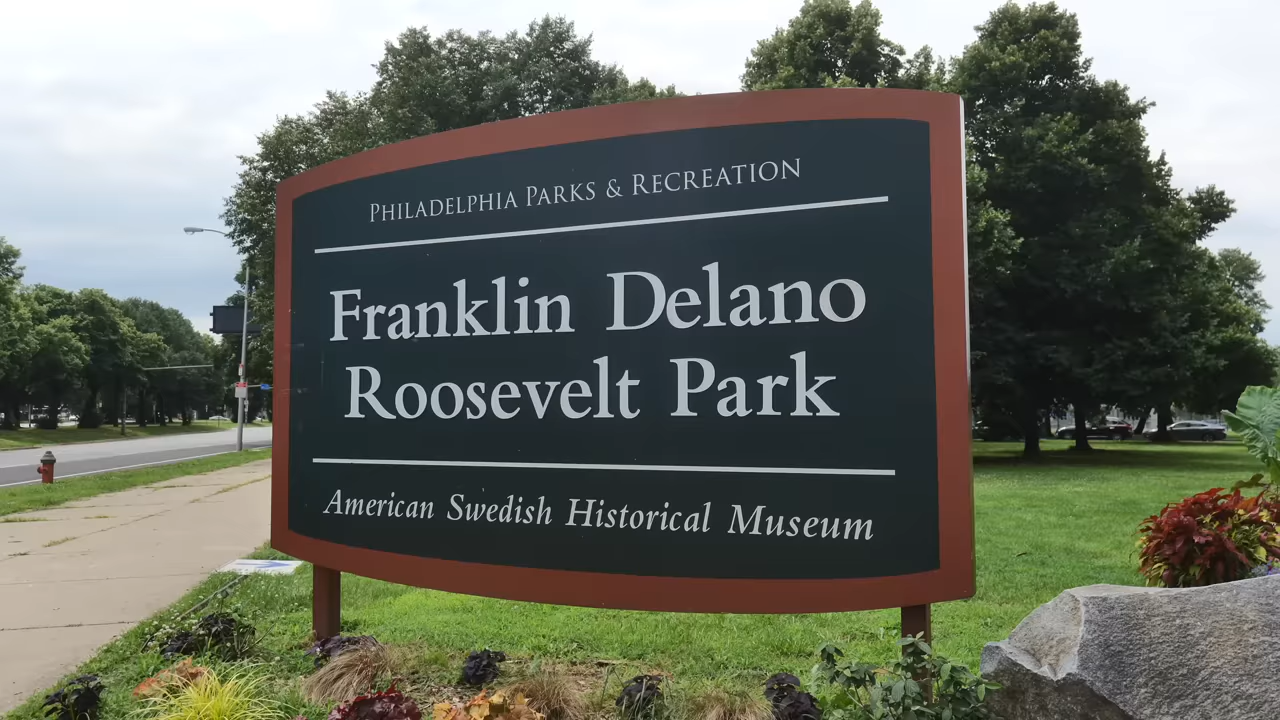 Philadelphia Parks & Recreation
Franklin Delano
Roosevelt Park
American Swedish Historical Museum